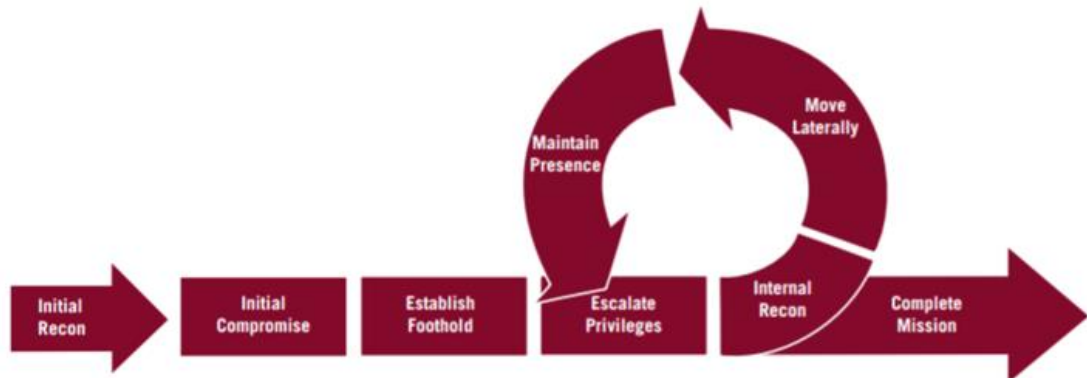 Initial
Recon
Initial
Compromise
Establish
Foothold
Escalate
Privileges
Internal
Recon
Move
Laterally
Maintain
Presence
Complete
Mission